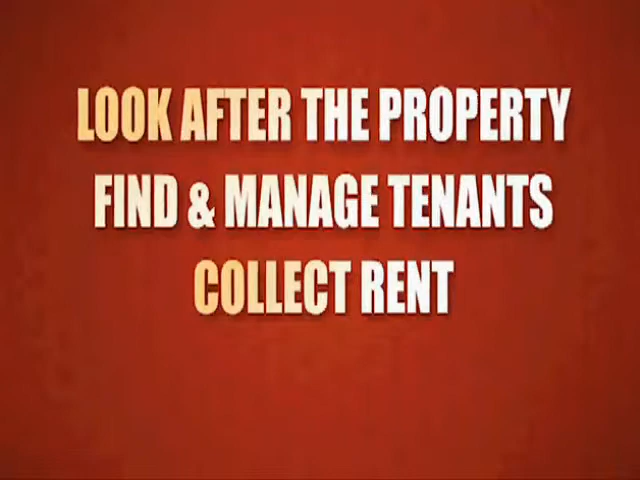 LOOK AFTER THE PROPERTY
FIND & MANAGE TENANTS
COLLECT RENT